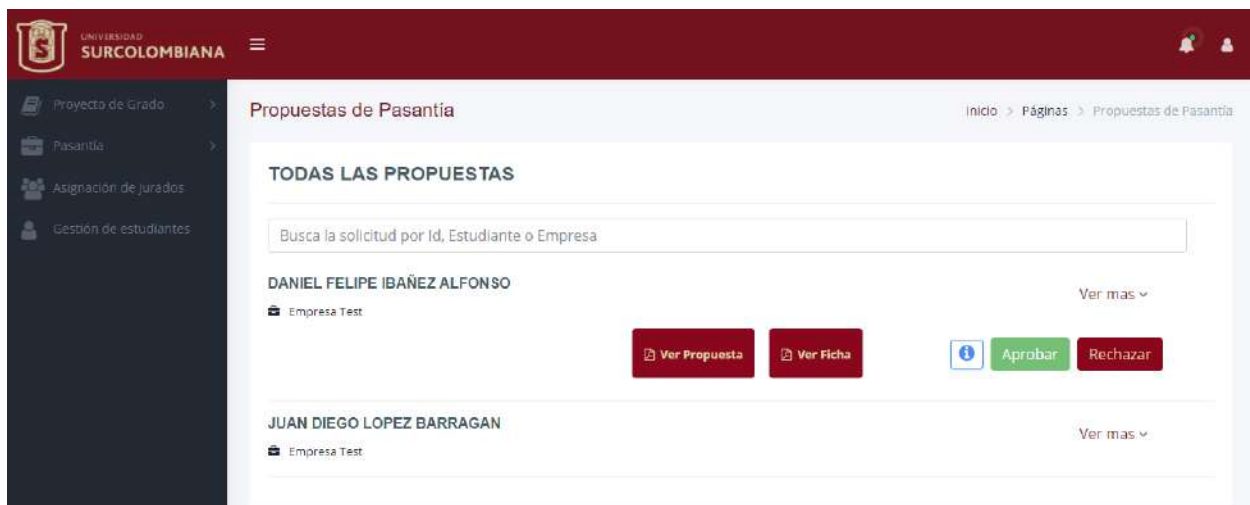 UNIVERSIDAD
SURCOLOMBIANA
Proyecto de Grado
Pasantía
Asignación de jurados
Gestión de estudiantes
Propuestas de Pasantía
Inicio > Páginas > Propuestas de Pasantía
TODAS LAS PROPUESTAS
Busca la solicitud por Id, Estudiante o Empresa
DANIEL FELIPE IBAÑEZ ALFONSO
Ver mas
Empresa Test
Ver Propuesta Ver Ficha Aprobar Rechazar
JUAN DIEGO LOPEZ BARRAGAN
Ver mas
Empresa Test